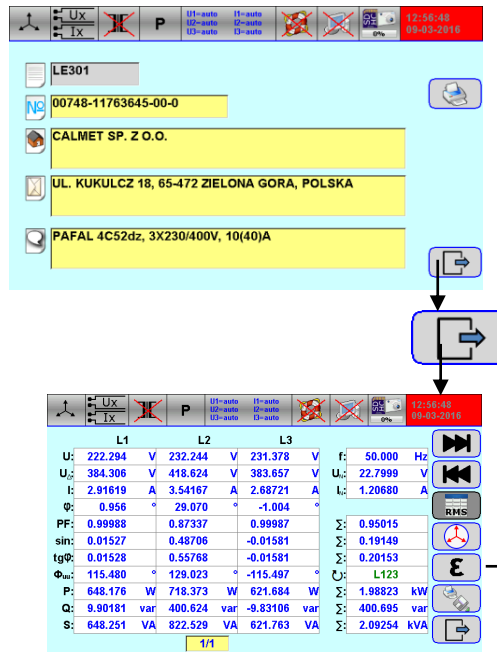 Ux
Ix
P
U1=auto I1=auto
U2=auto I2=auto
U3=auto I3=auto
0%
12:56:48
09-03-2016
LE301
Nº 00748-11763645-00-0
CALMET SP. Z O.O.
UL. KUKULCZ 18, 65-472 ZIELONA GORA, POLSKA
PAFAL 4C52dz, 3X230/400V, 10(40)A
Ux
Ix
P
U1=auto I1=auto
U2=auto I2=auto
U3=auto I3=auto
0%
12:56:48
09-03-2016
L1 L2 L3
U: 222.294 V 232.244 V 231.378 V f: 50.000 Hz
384.306 V 418.624 V 383.657 V 22.7999 V
I: 2.91619 A 3.54167 A 2.68721 A 1.20680 A
φ: 0.956 ° 29.070 ° -1.004 °
RMS
PF: 0.99988 0.87337 0.99987 Σ: 0.95015
sin: 0.01527 0.48706 -0.01581 Σ: 0.19149
tgφ: 0.01528 0.55768 -0.01581 Σ: 0.20153
Φuu: 115.480 ° 129.023 ° -115.497 ° L123
ε
P: 648.176 W 718.373 W 621.684 W Σ: 1.98823 kW
Q: 9.90181 var 400.624 var -9.83106 var Σ: 400.695 var
S: 648.251 VA 822.529 VA 621.763 VA Σ: 2.09254 kVA
1/1